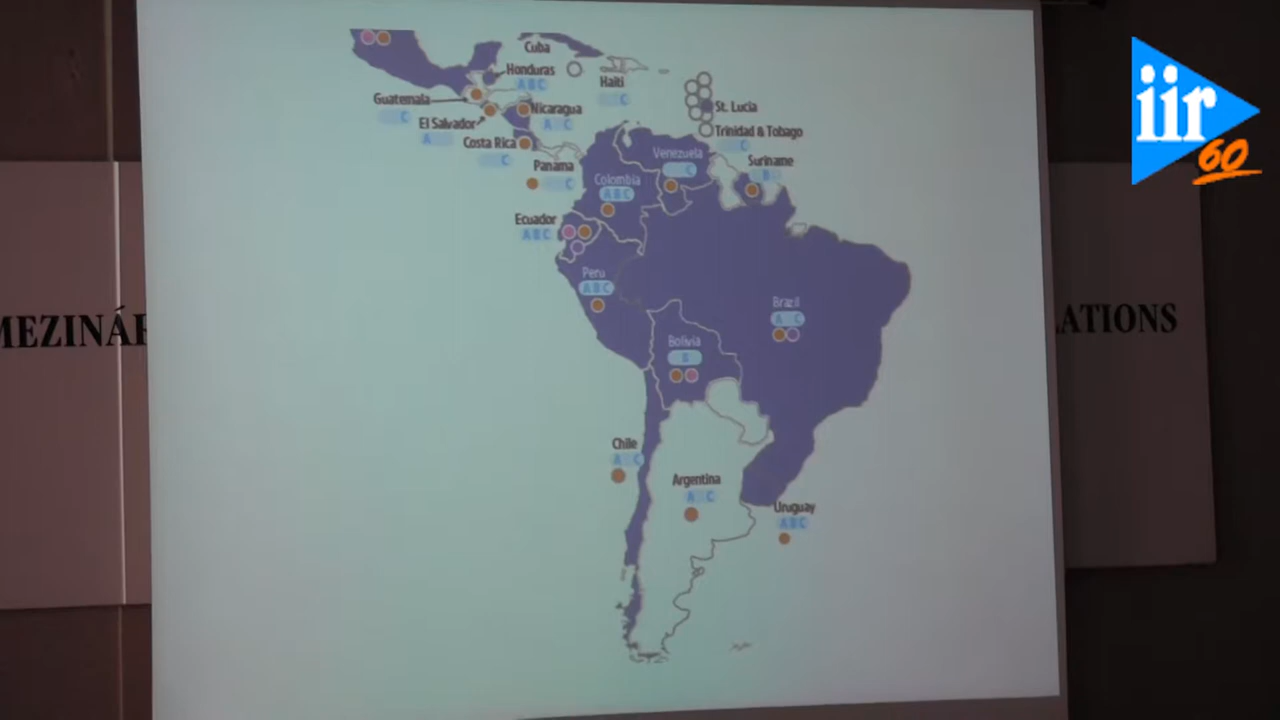 Cuba
Honduras
A B C
Haiti
C
Guatemala
C
Nicaragua
A C
St. Lucia
El Salvador
A
Trinidad & Tobago
C
Costa Rica
C
Venezuela
C
Suriname
B
Panama
C
Colombia
A B C
Ecuador
A B C
Peru
A B C
Brazil
A C
Bolivia
B
Chile
A C
Argentina
A C
Uruguay
A B C
MEZINÁR
LATIONS
iir
60